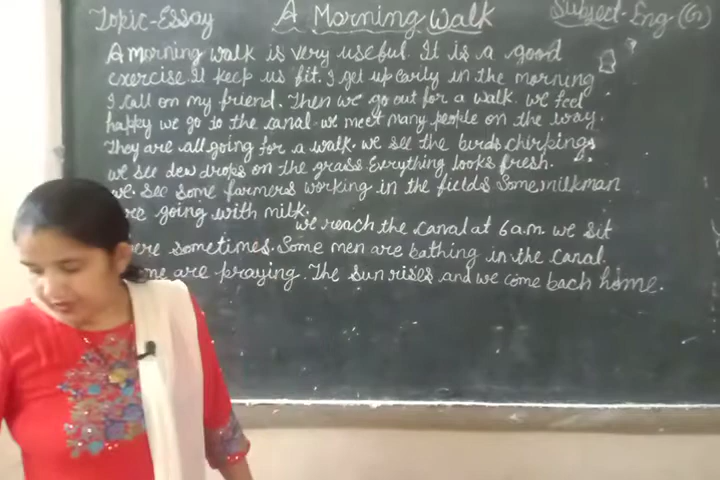 Topic-Essay A Morning Walk Subject-Eng-(G)
A morning walk is very useful. It is a good
exercise. It keep us fit. I get up early in the morning
I call on my friend. Then we go out for a walk. we feel
happy we go to the canal. we meet many people on the way.
They are all going for a walk. we see the burds chirpings
we see dew drops on the grass. Everything looks fresh.
we see some farmers working in the fields. Some milkman
going with milk.
we reach the canal at 6 a.m. we sit
sometimes. Some men are bathing in the canal.
are praying. The sun rises and we come back home.